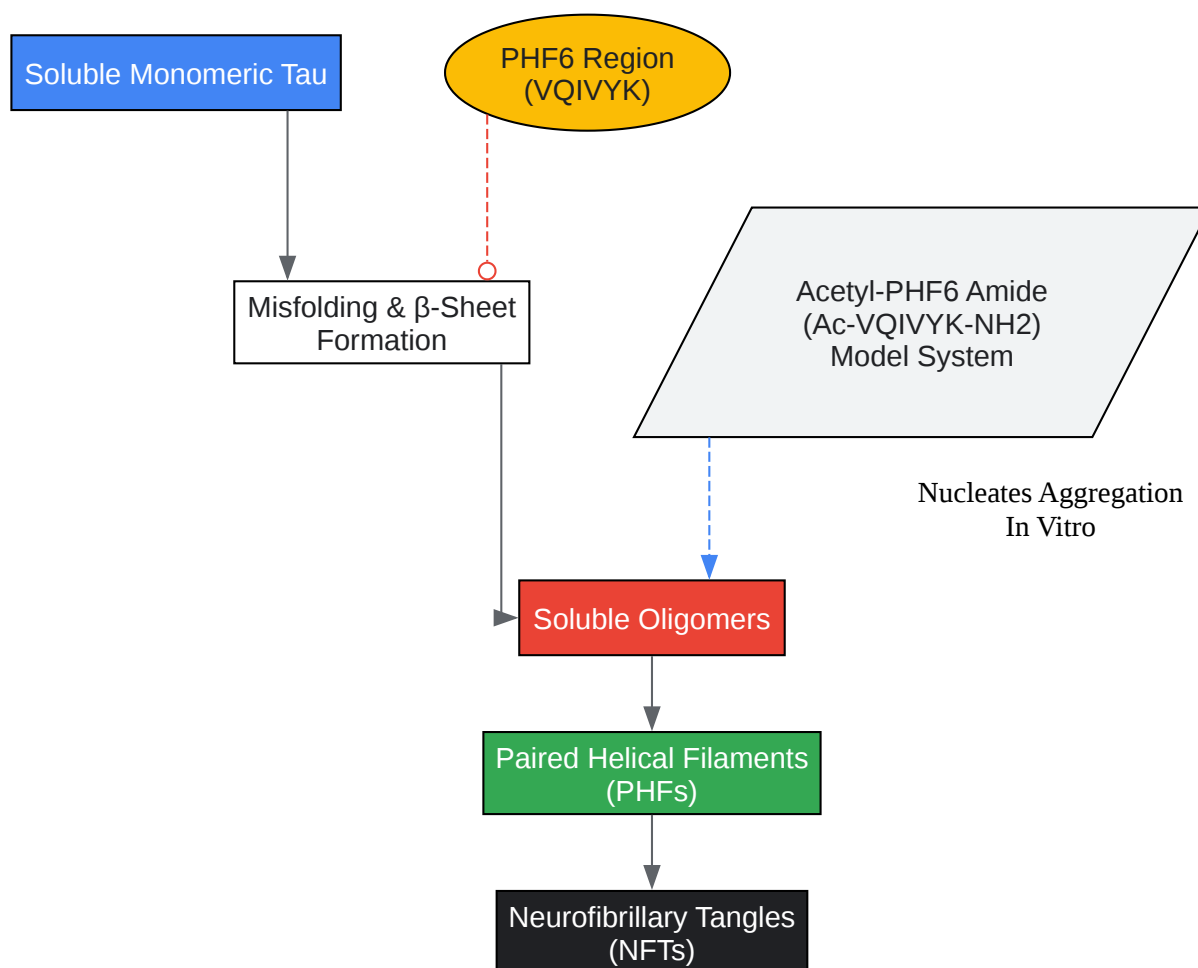 Soluble Monomeric Tau
PHF6 Region
(VQIVYK)
Misfolding & β-Sheet
Formation
Acetyl-PHF6 Amide
(Ac-VQIVYK-NH2)
Model System
Nucleates Aggregation
In Vitro
Soluble Oligomers
Paired Helical Filaments
(PHFs)
Neurofibrillary Tangles
(NFTs)